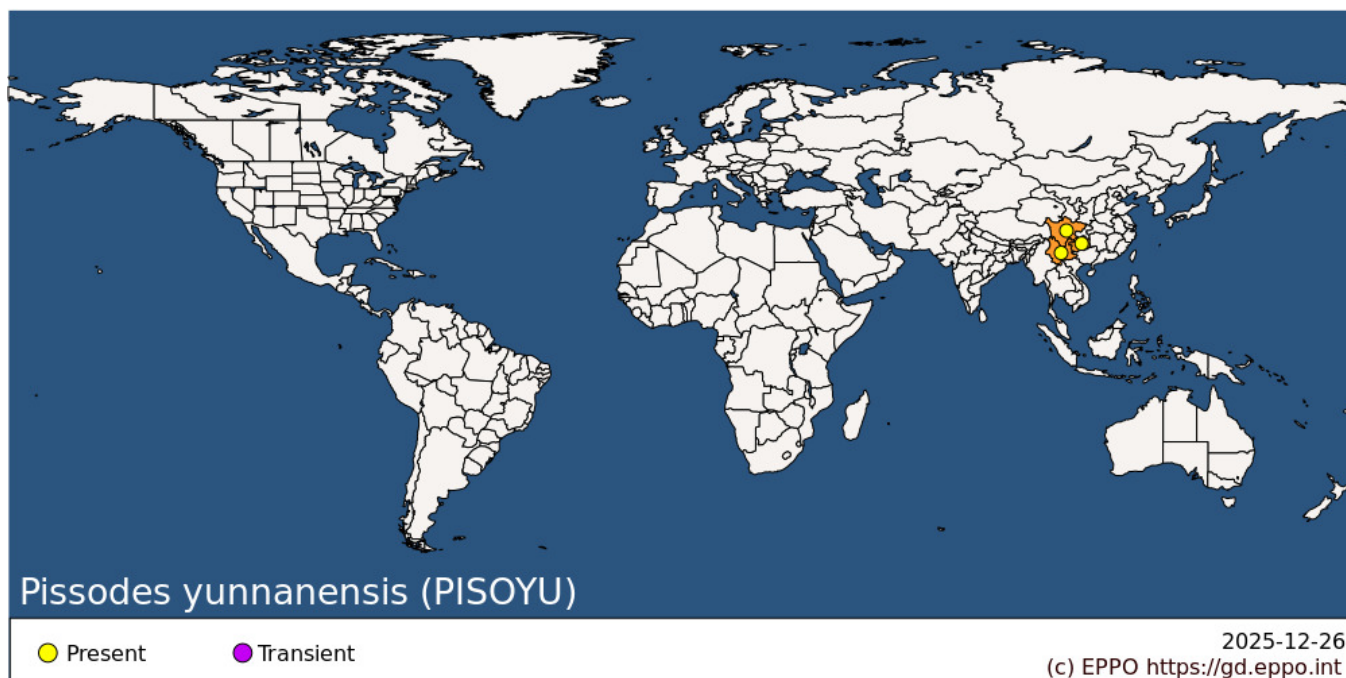 Pissodes yunnanensis (PISOYU)
Present
Transient
2025-12-26
(c) EPPO https://gd.eppo.int